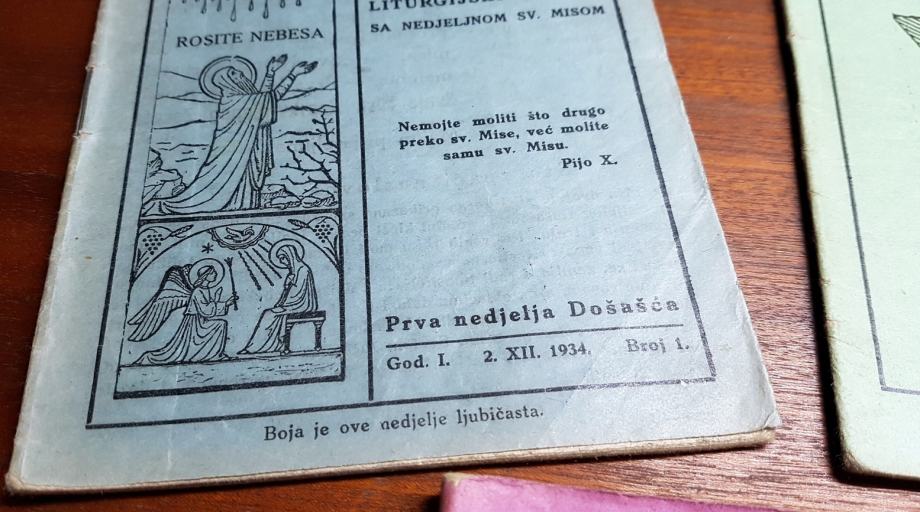 ROSITE NEBESA
LITURGIJSK
SA NEDJELJNOM SV. MISOM
Nemojte moliti što drugo
preko sv. Mise, već molite
samu sv. Misu.
Pijo X.
Prva nedjelja Došašća
God. I. 2. XII. 1934. Broj 1.
Boja je ove nedjelje ljubičasta.